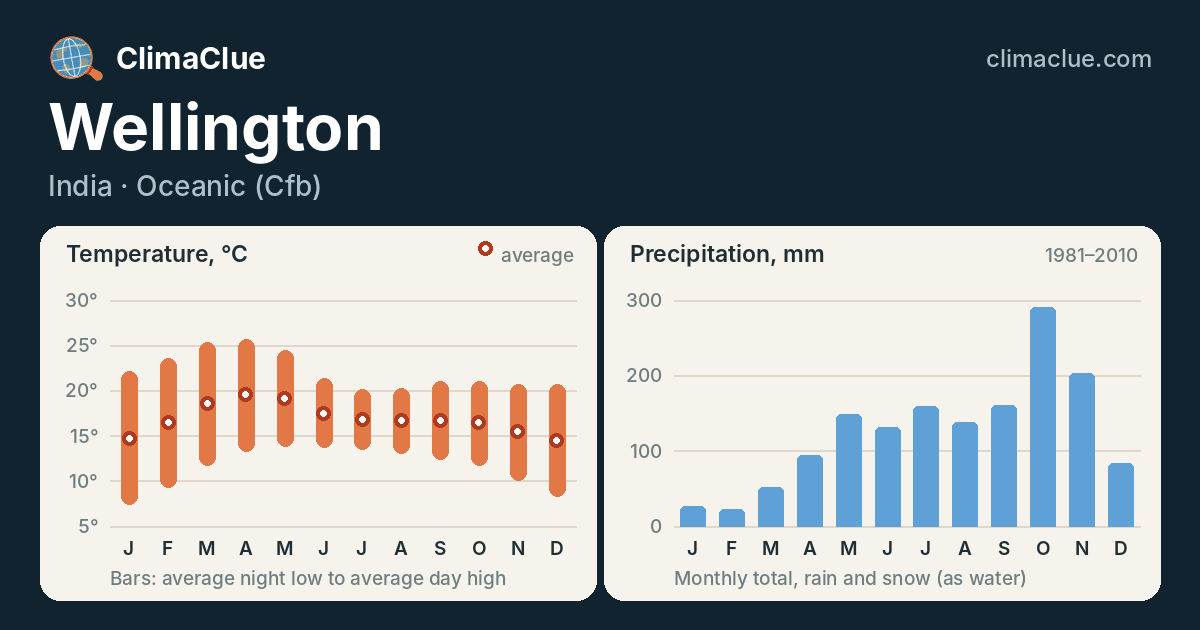 ClimaClue
climaclue.com
Wellington
India · Oceanic (Cfb)
Temperature, °C
average
30°
25°
20°
15°
10°
5°
J F M A M J J A S O N D
Bars: average night low to average day high
Precipitation, mm
1981–2010
300
200
100
0
J F M A M J J A S O N D
Monthly total, rain and snow (as water)